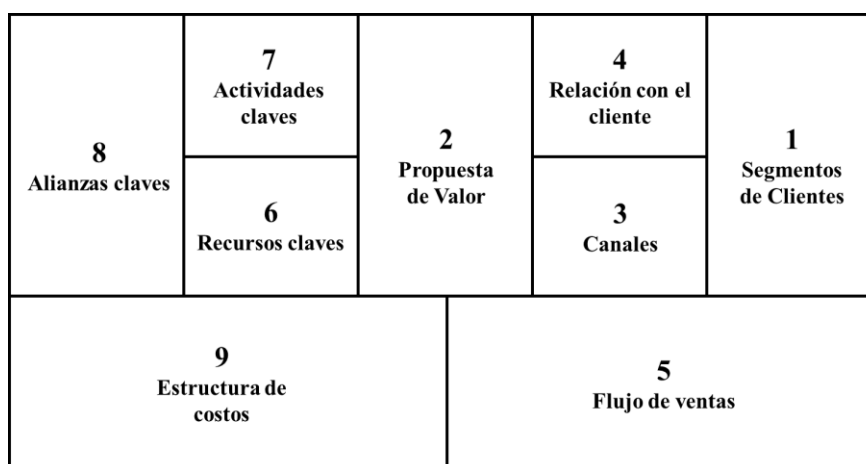 7
Actividades
claves
4
Relación con el
cliente
8
Alianzas claves
2
Propuesta
de Valor
1
Segmentos
de Clientes
6
Recursos claves
3
Canales
9
Estructura de
costos
5
Flujo de ventas